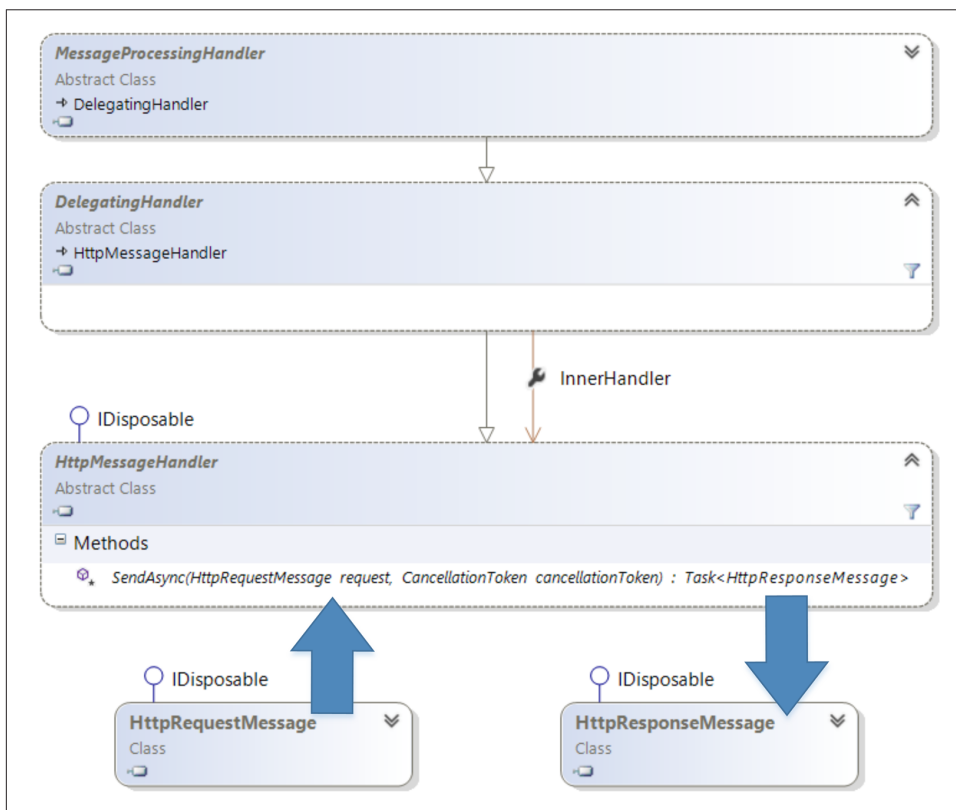 MessageProcessingHandler
Abstract Class
DelegatingHandler
DelegatingHandler
Abstract Class
HttpMessageHandler
InnerHandler
IDisposable
HttpMessageHandler
Abstract Class
Methods
SendAsync(HttpRequestMessage request, CancellationToken cancellationToken) : Task<HttpResponseMessage>
IDisposable
HttpRequestMessage
Class
IDisposable
HttpResponseMessage
Class